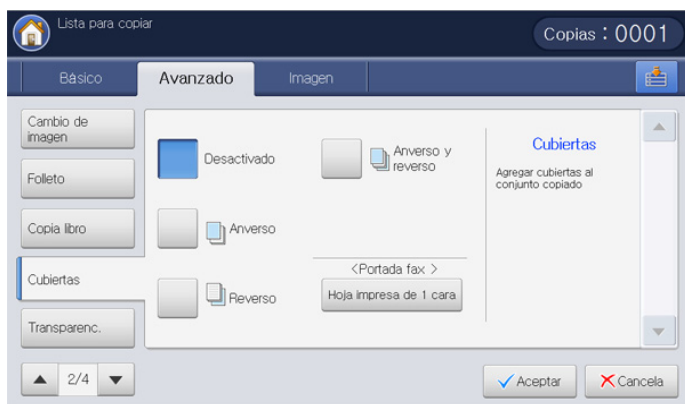 Lista para copiar
Copias : 0001
Básico
Avanzado
Imagen
Cambio de
imagen
Folleto
Copia libro
Cubiertas
Transparenc.
2/4
Desactivado
Anverso y
reverso
Anverso
Reverso
<Portada fax >
Hoja impresa de 1 cara
Cubiertas
Agregar cubiertas al
conjunto copiado
Aceptar
Cancela